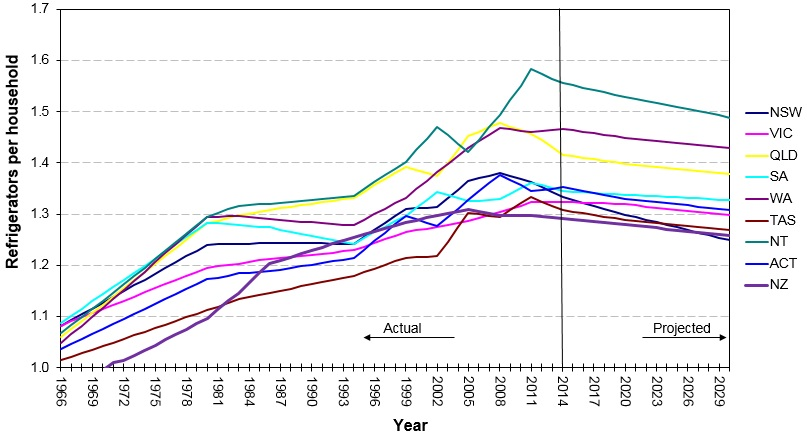 1.7
1.6
1.5
1.4
1.3
1.2
1.1
1.0
Refrigerators per household
1966 1969 1972 1975 1978 1981 1984 1987 1990 1993 1996 1999 2002 2005 2008 2011 2014 2017 2020 2023 2026 2029
Year
Actual
Projected
NSW
VIC
QLD
SA
WA
TAS
NT
ACT
NZ